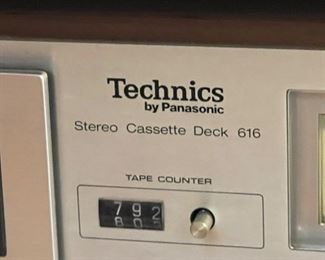 Technics
by Panasonic
Stereo Cassette Deck 616
TAPE COUNTER
792